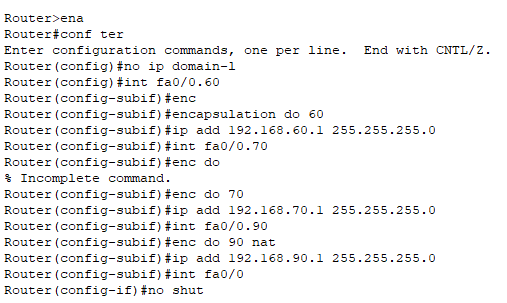 Router>ena
Router#conf ter
Enter configuration commands, one per line.  End with CNTL/Z.
Router(config)#no ip domain-l
Router(config)#int fa0/0.60
Router(config-subif)#enc
Router(config-subif)#encapsulation do 60
Router(config-subif)#ip add 192.168.60.1 255.255.255.0
Router(config-subif)#int fa0/0.70
Router(config-subif)#enc do
% Incomplete command.
Router(config-subif)#enc do 70
Router(config-subif)#ip add 192.168.70.1 255.255.255.0
Router(config-subif)#int fa0/0.90
Router(config-subif)#enc do 90 nat
Router(config-subif)#ip add 192.168.90.1 255.255.255.0
Router(config-subif)#int fa0/0
Router(config-if)#no shut